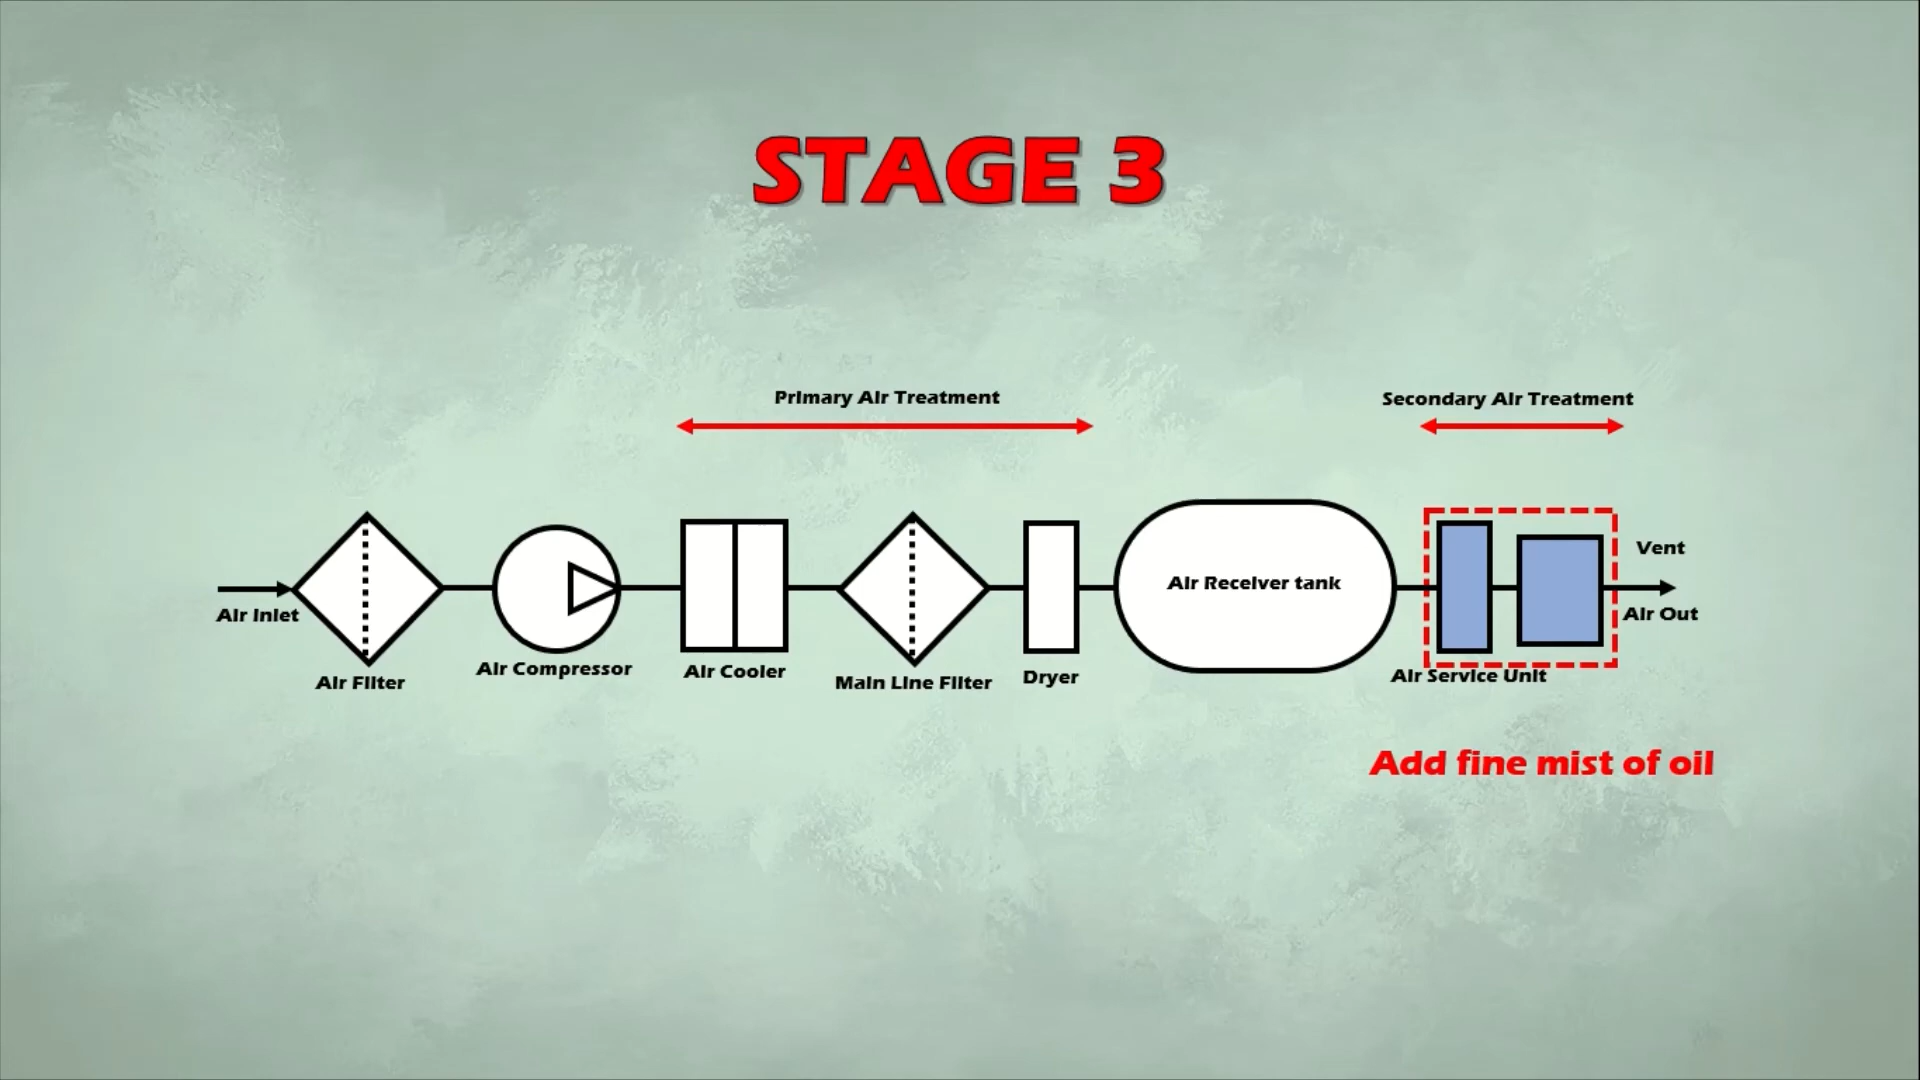 STAGE 3
Primary Air Treatment
Secondary Air Treatment
Air Receiver tank
Vent
Air Inlet
Air Out
Air Filter
Air Compressor
Air Cooler
Main Line Filter
Dryer
Air Service Unit
Add fine mist of oil